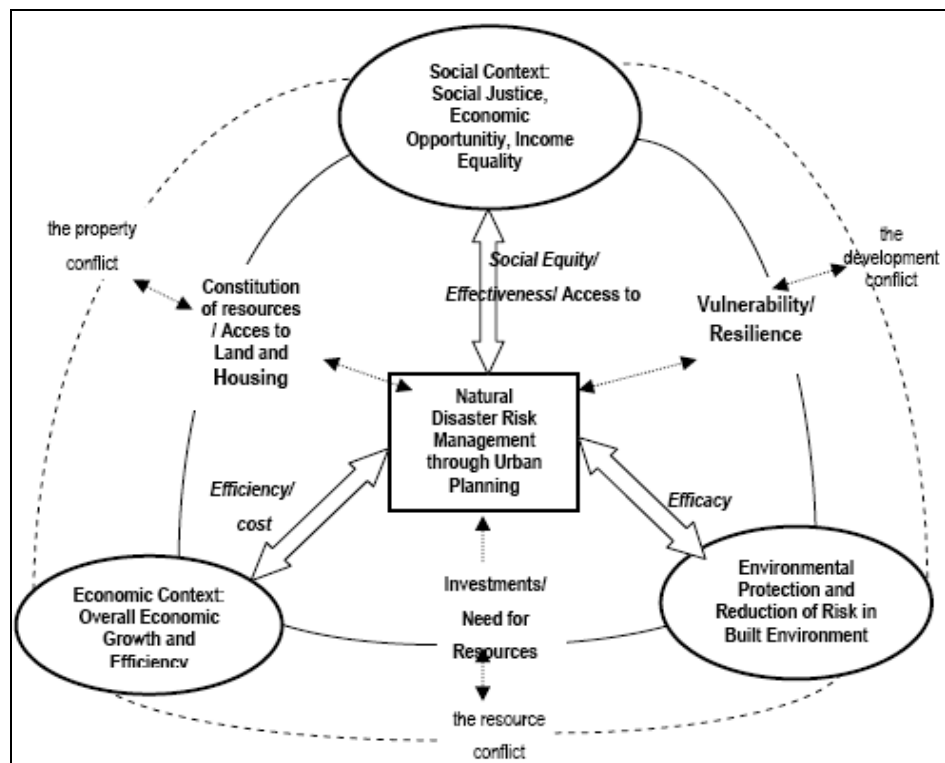 Social Context:
Social Justice,
Economic
Opportunitiy, Income
Equality
the property
conflict
the
development
conflict
Social Equity/
Effectiveness/ Access to
Constitution
of resources
/ Acces to
Land and
Housing
Vulnerability/
Resilience
Natural
Disaster Risk
Management
through Urban
Planning
Efficiency/
cost
Efficacy
Economic Context:
Overall Economic
Growth and
Efficiency
Investments/
Need for
Resources
Environmental
Protection and
Reduction of Risk in
Built Environment
the resource
conflict